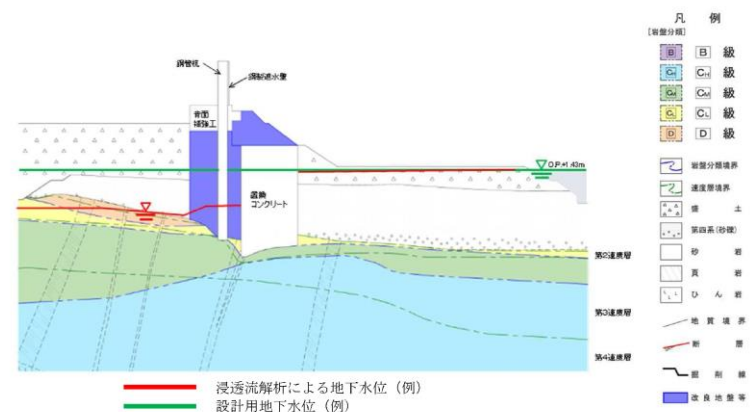 凡 例
[岩盤分類]
B B 級
CH CH 級
CM CM 級
CL CL 級
D D 級
岩盤分類境界
速度層境界
盛 土
第四系(砂礫)
砂 岩
頁 岩
ひ ん 岩
地 質 境 界
断 層
掘 削 線
改 良 地 盤 等
鋼管杭
鋼製遮水壁
背面
補強工
置換
コンクリート
O.P.+1.43m
第2速度層
第3速度層
第4速度層
浸透流解析による地下水位（例）
設計用地下水位（例）